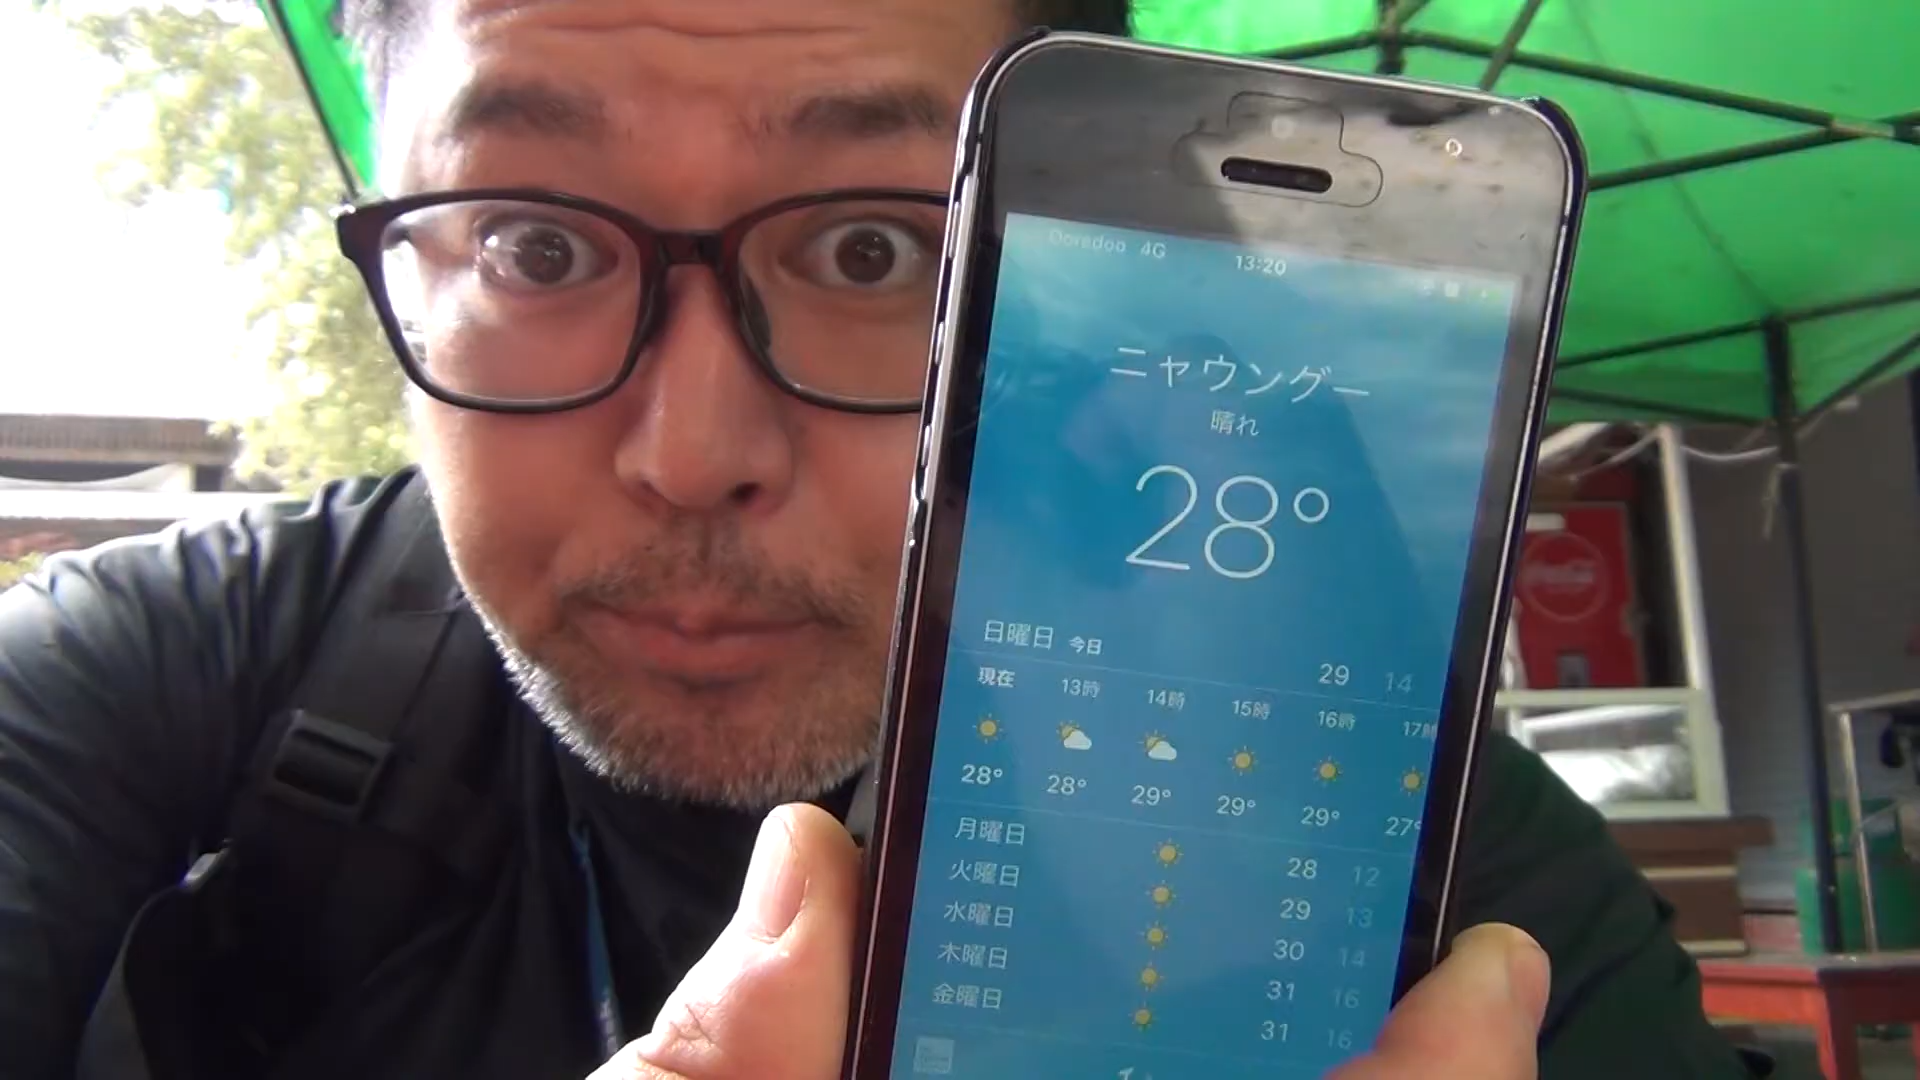 Ooredoo 4G 13:20
ニャウングー
晴れ
28°
日曜日 今日 29 14
現在 13時 14時 15時 16時 17時
28° 28° 29° 29° 29° 27°
月曜日 28 12
火曜日 29 13
水曜日 30 14
木曜日 31 16
金曜日 31 16
Coca-Cola